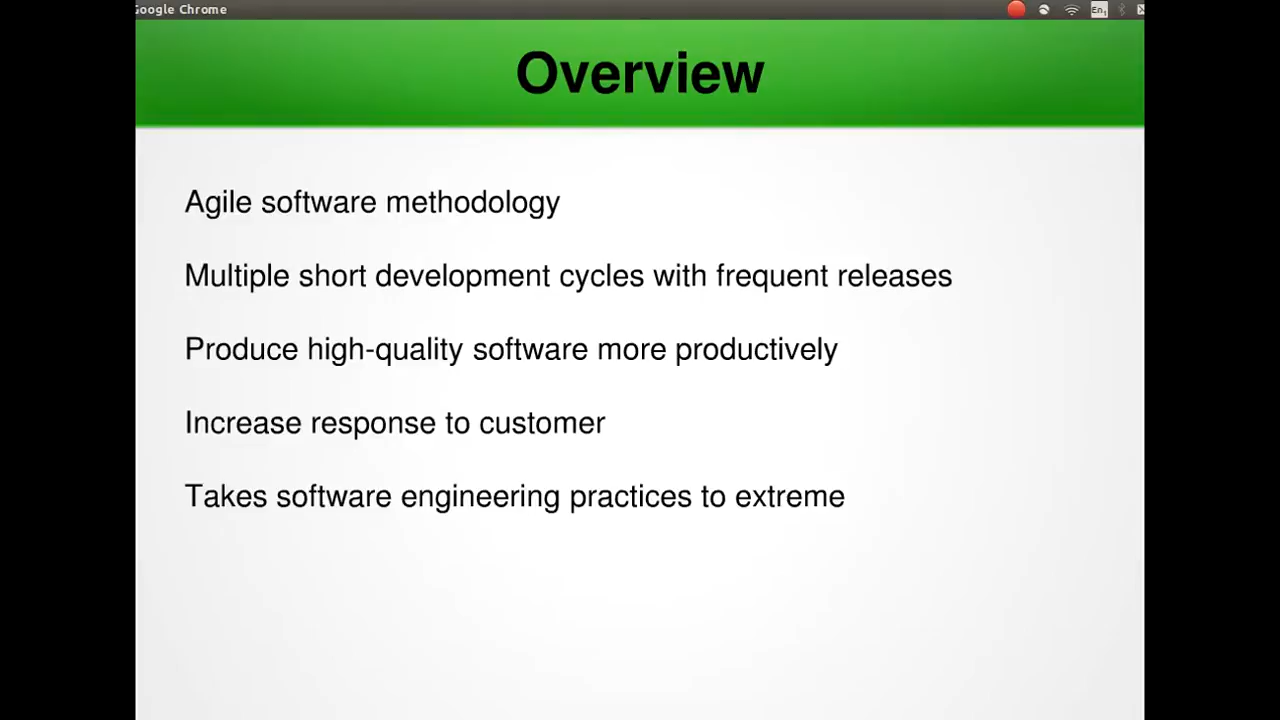 Google Chrome
En1
Overview
Agile software methodology
Multiple short development cycles with frequent releases
Produce high-quality software more productively
Increase response to customer
Takes software engineering practices to extreme